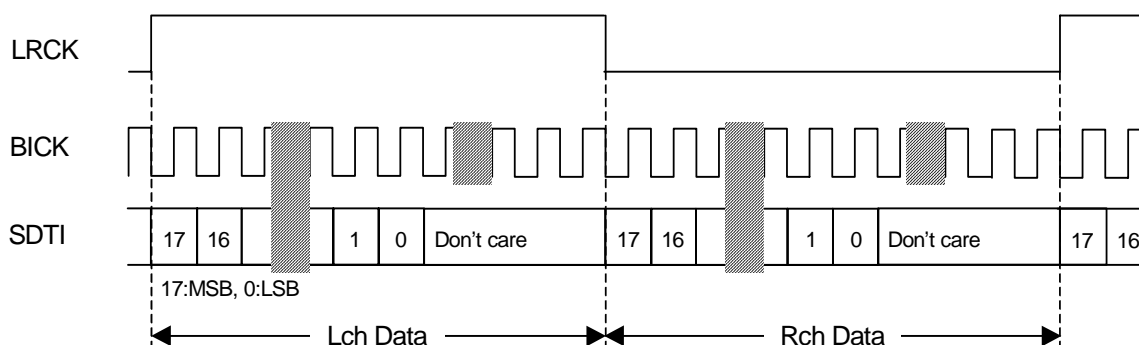 LRCK
BICK
SDTI
17 16 1 0 Don't care 17 16 1 0 Don't care 17 16
17:MSB, 0:LSB
Lch Data Rch Data